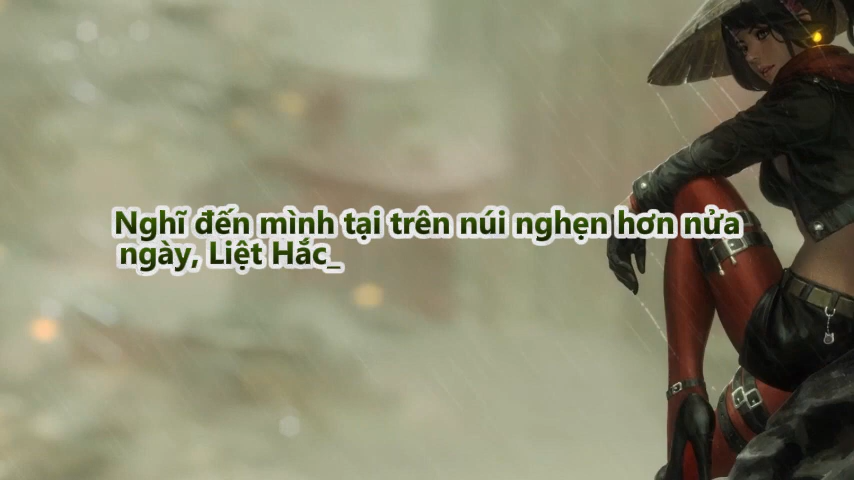 Nghĩ đến mình tại trên núi nghẹn hơn nửa
ngày, Liệt Hắc_